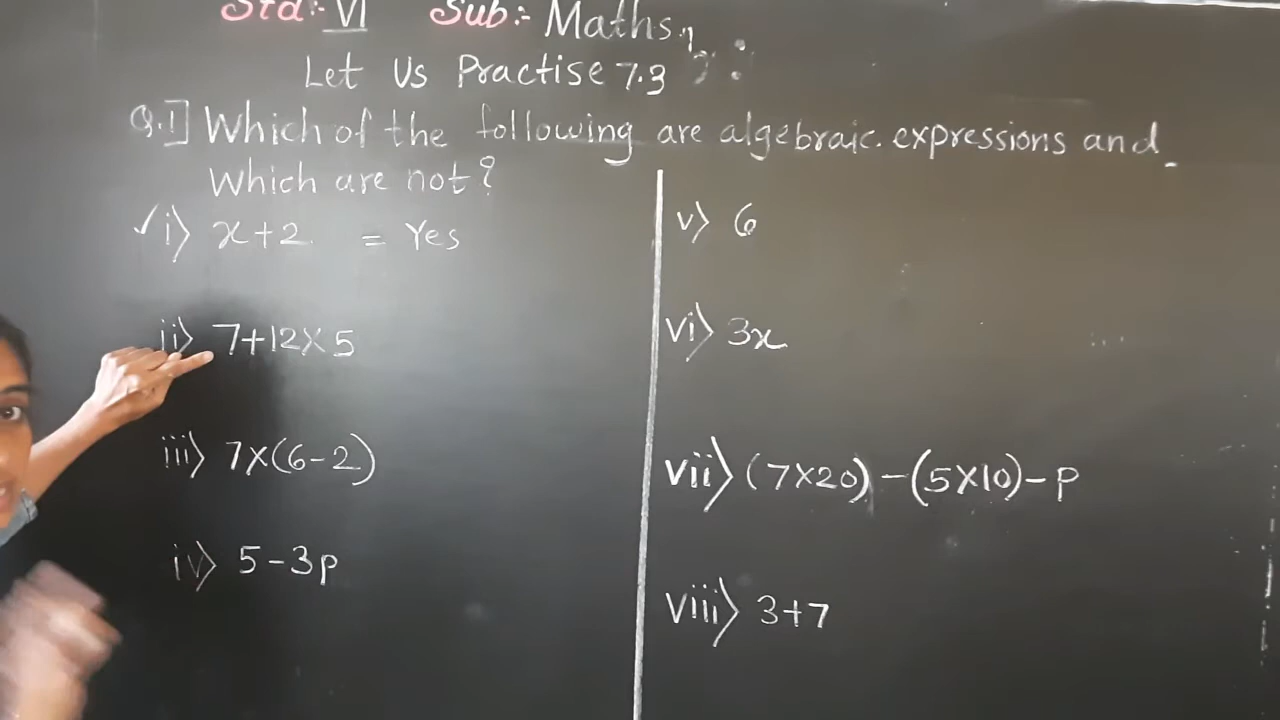 Std:- VI Sub:- Maths
Let Us Practise 7.3
Q.1] Which of the following are algebraic expressions and
Which are not?
✓ i) x+2 = Yes
ii) 7+12×5
iii) 7×(6-2)
iv) 5-3p
v) 6
vi) 3x
vii) (7×20)-(5×10)-p
viii) 3+7